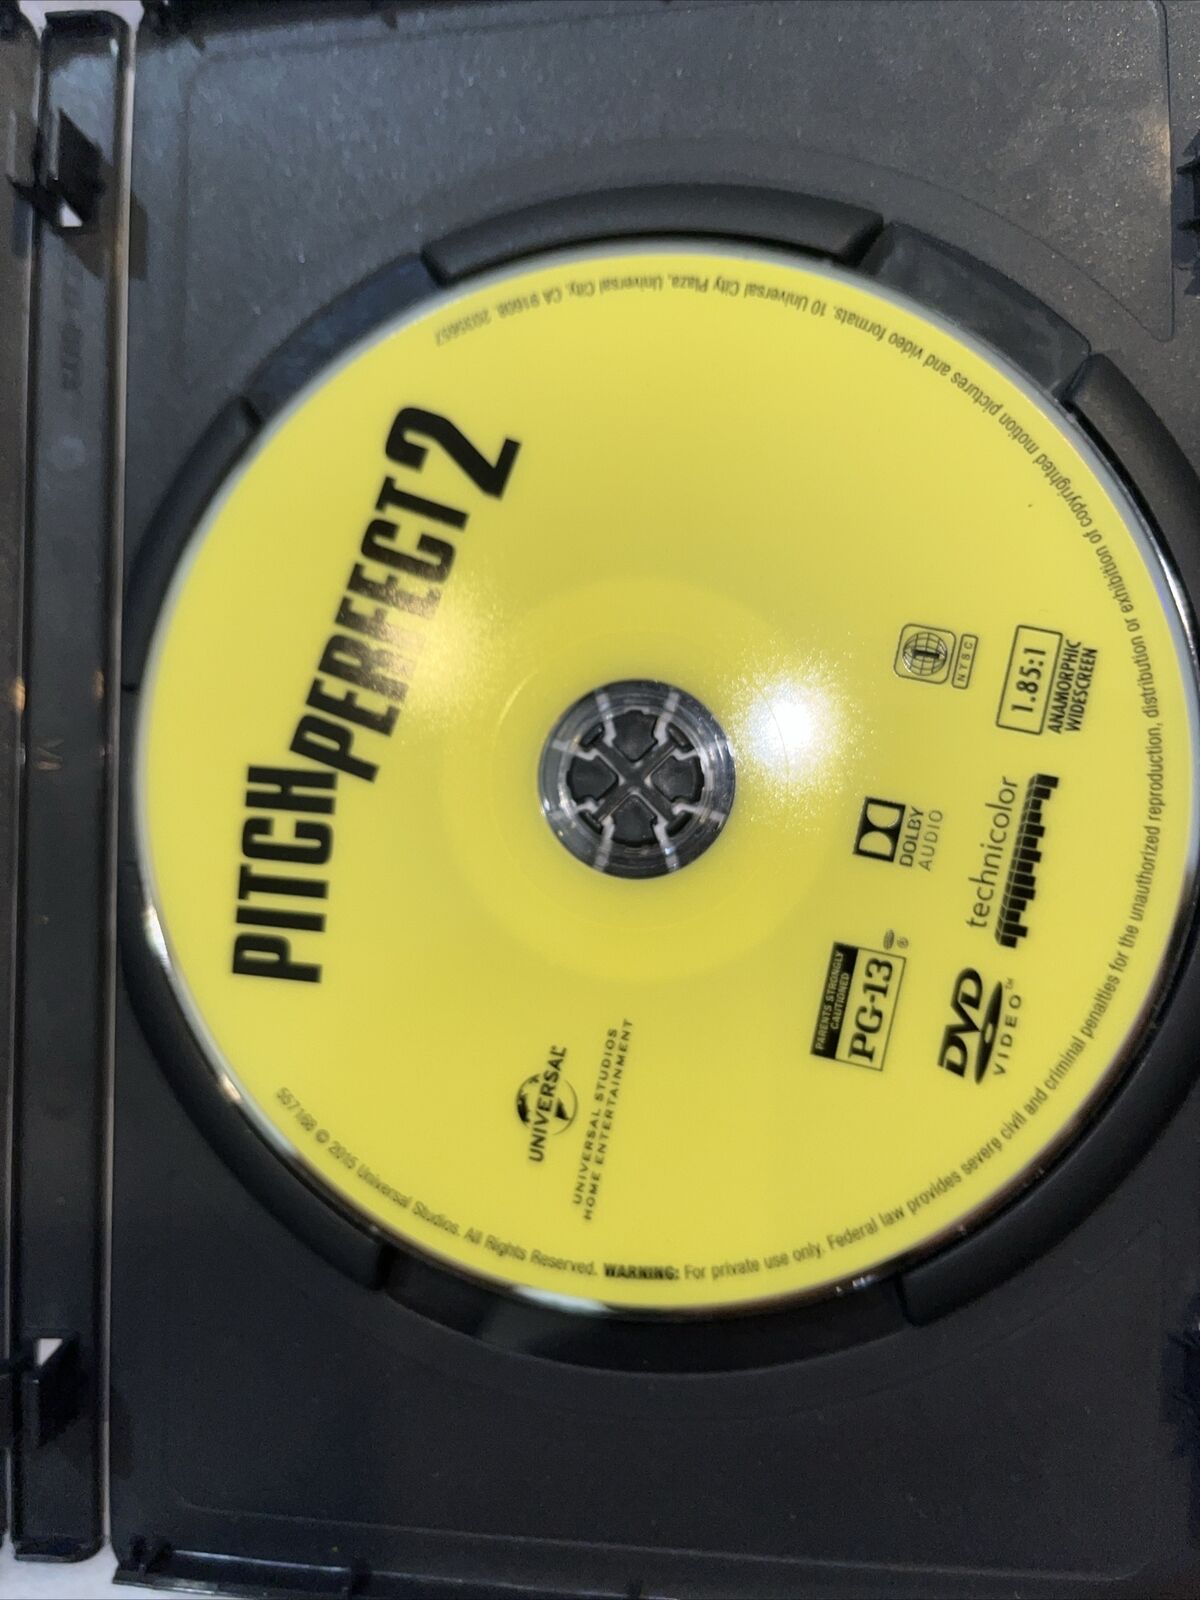 PITCH PERFECT 2
UNIVERSAL
UNIVERSAL STUDIOS
HOME ENTERTAINMENT
PARENTS STRONGLY
CAUTIONED
PG-13
®
DOLBY
AUDIO
1
NTSC
DVD
VIDEO™
technicolor
1.85:1
ANAMORPHIC
WIDESCREEN
557168 © 2015 Universal Studios. All Rights Reserved. WARNING: For private use only. Federal law provides severe civil and criminal penalties for the unauthorized reproduction, distribution or exhibition of copyrighted motion pictures and video formats. 10 Universal City Plaza, Universal City, CA 91608